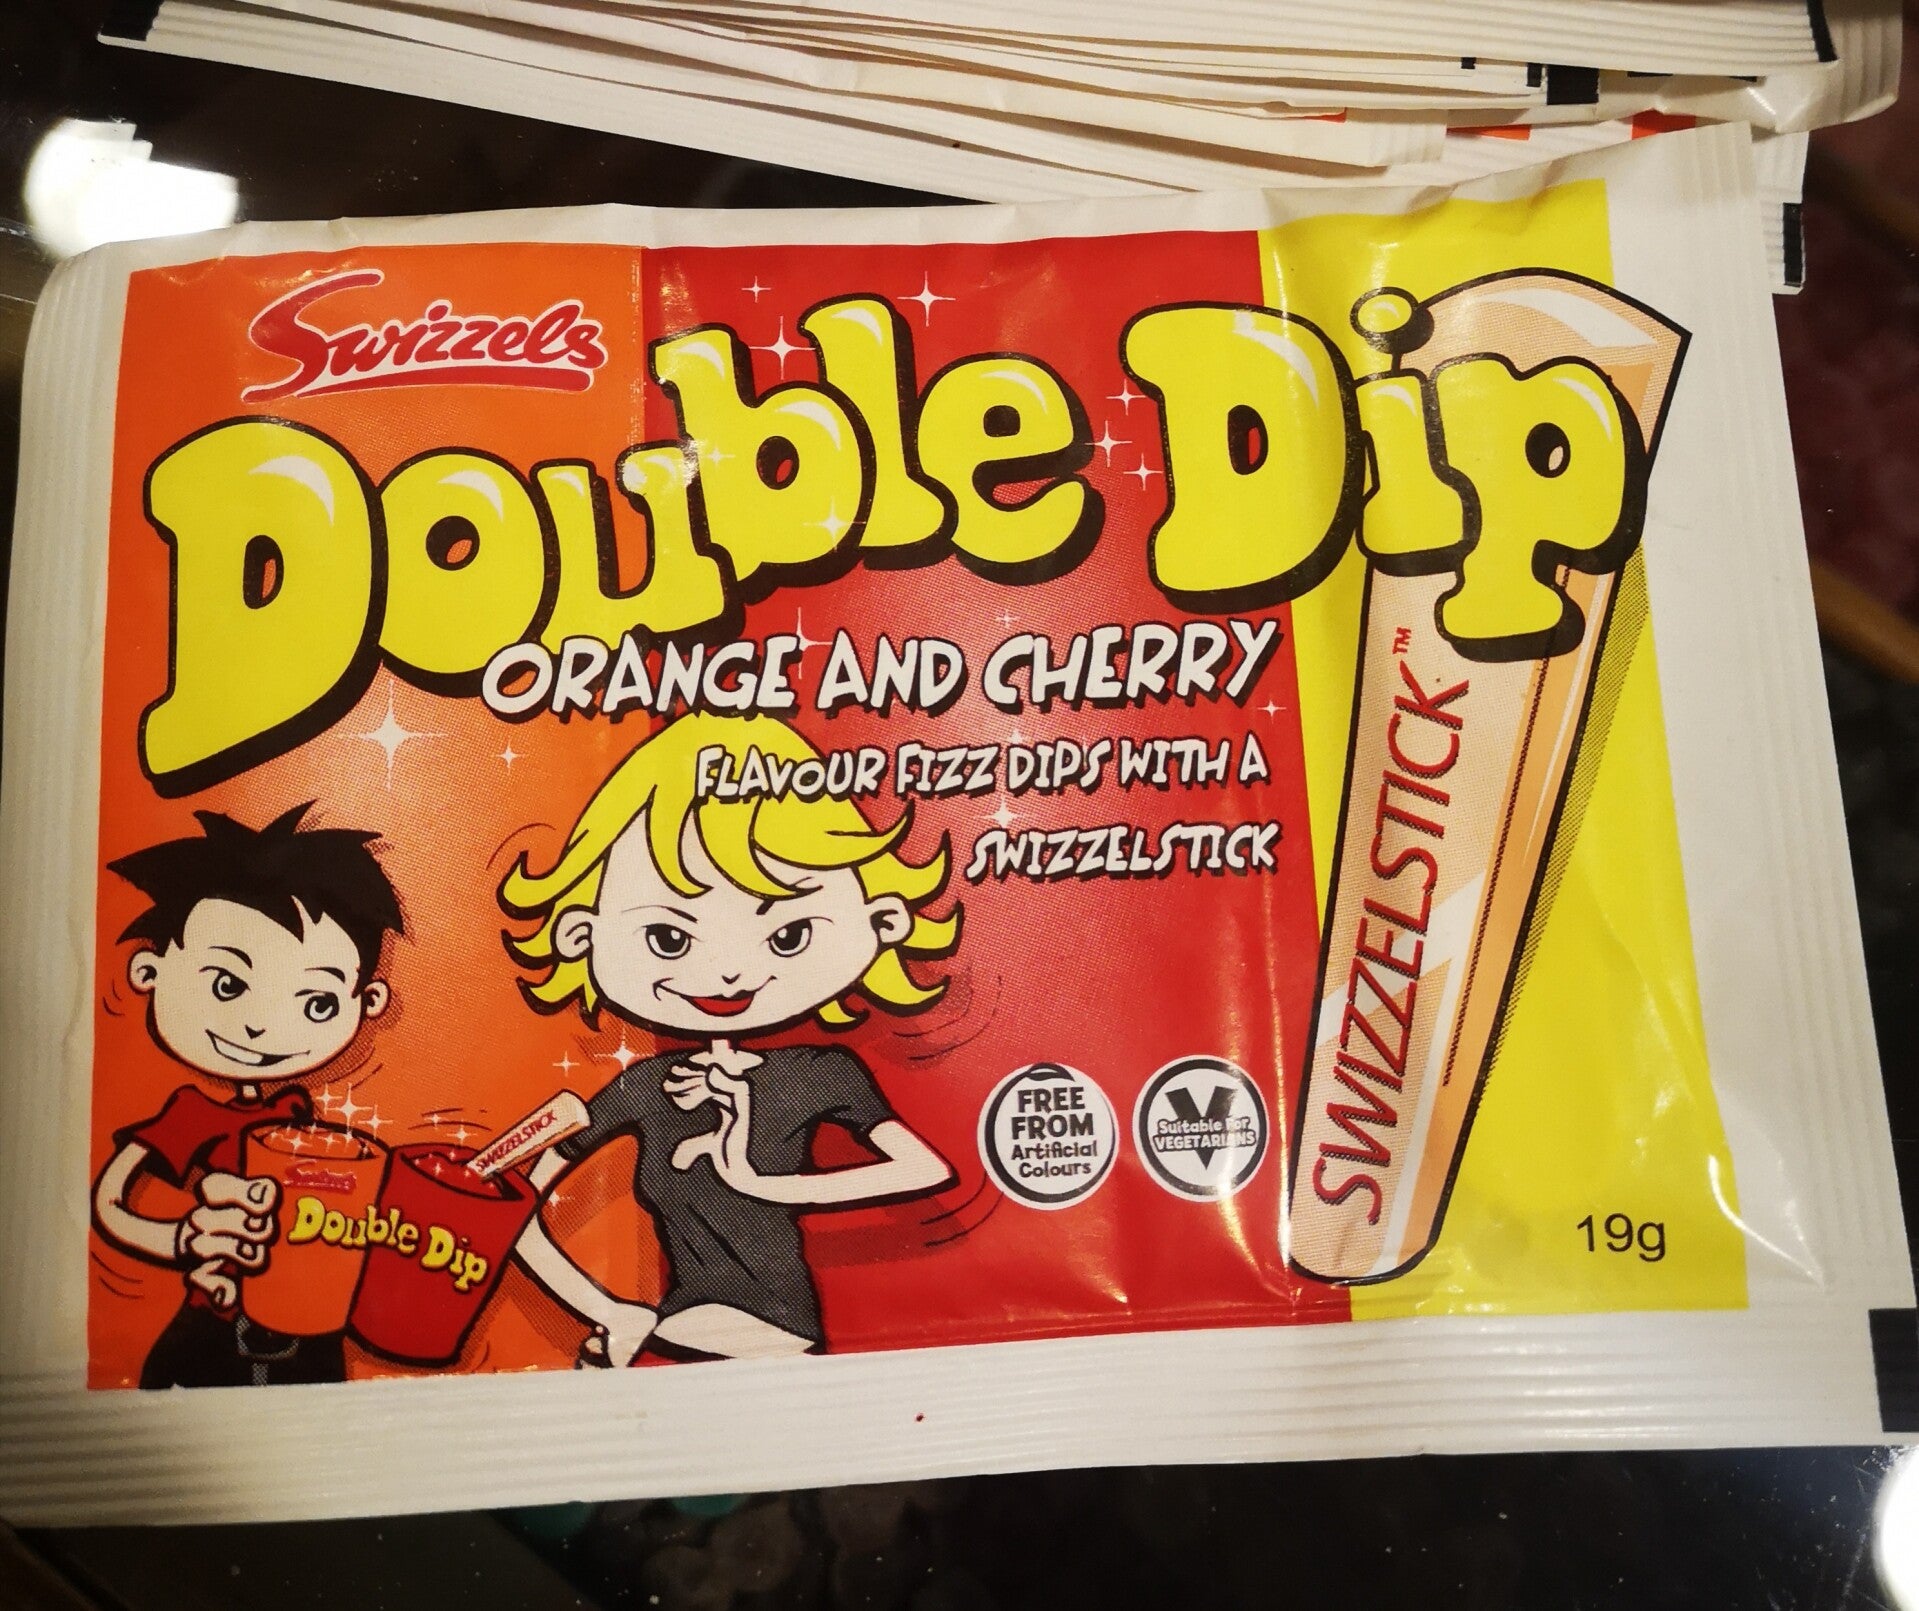 Swizzels
Double Dip
ORANGE AND CHERRY
FLAVOUR FIZZ DIPS WITH A
SWIZZELSTICK
SWIZZELSTICK™
FREE
FROM
Artificial
Colours
V
Suitable For
VEGETARIANS
SWIZZELSTICK
Swizzels
Double Dip
19g